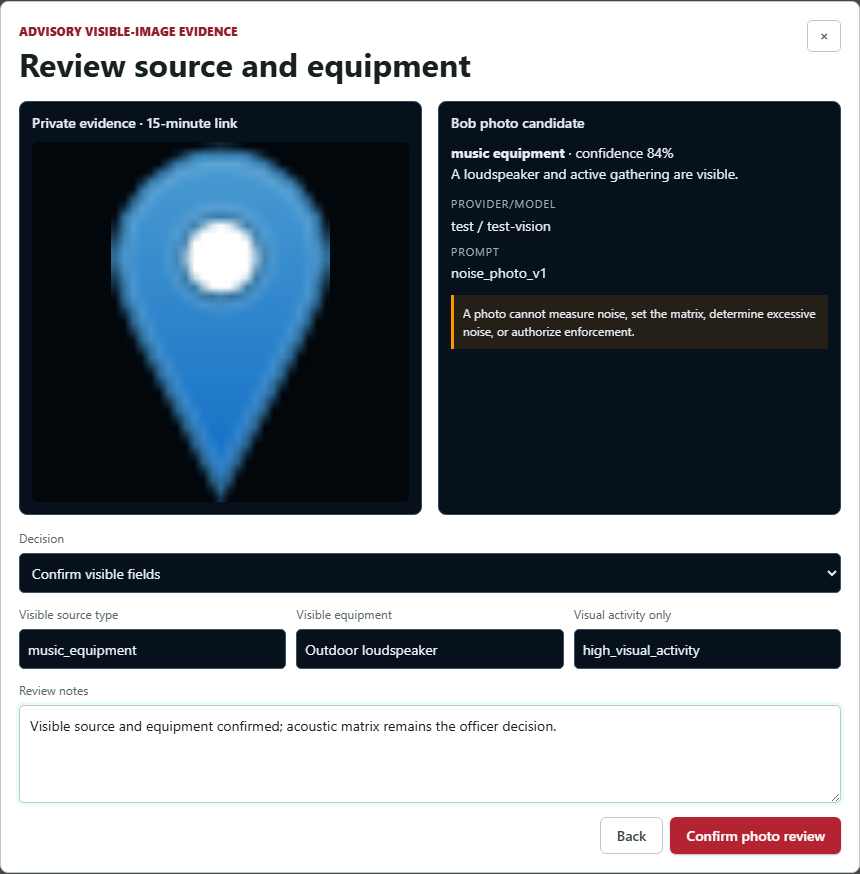 ADVISORY VISIBLE-IMAGE EVIDENCE
×
Review source and equipment
Private evidence · 15-minute link
Bob photo candidate
music equipment · confidence 84%
A loudspeaker and active gathering are visible.
PROVIDER/MODEL
test / test-vision
PROMPT
noise_photo_v1
A photo cannot measure noise, set the matrix, determine excessive
noise, or authorize enforcement.
Decision
Confirm visible fields
Visible source type
Visible equipment
Visual activity only
music_equipment
Outdoor loudspeaker
high_visual_activity
Review notes
Visible source and equipment confirmed; acoustic matrix remains the officer decision.
Back
Confirm photo review